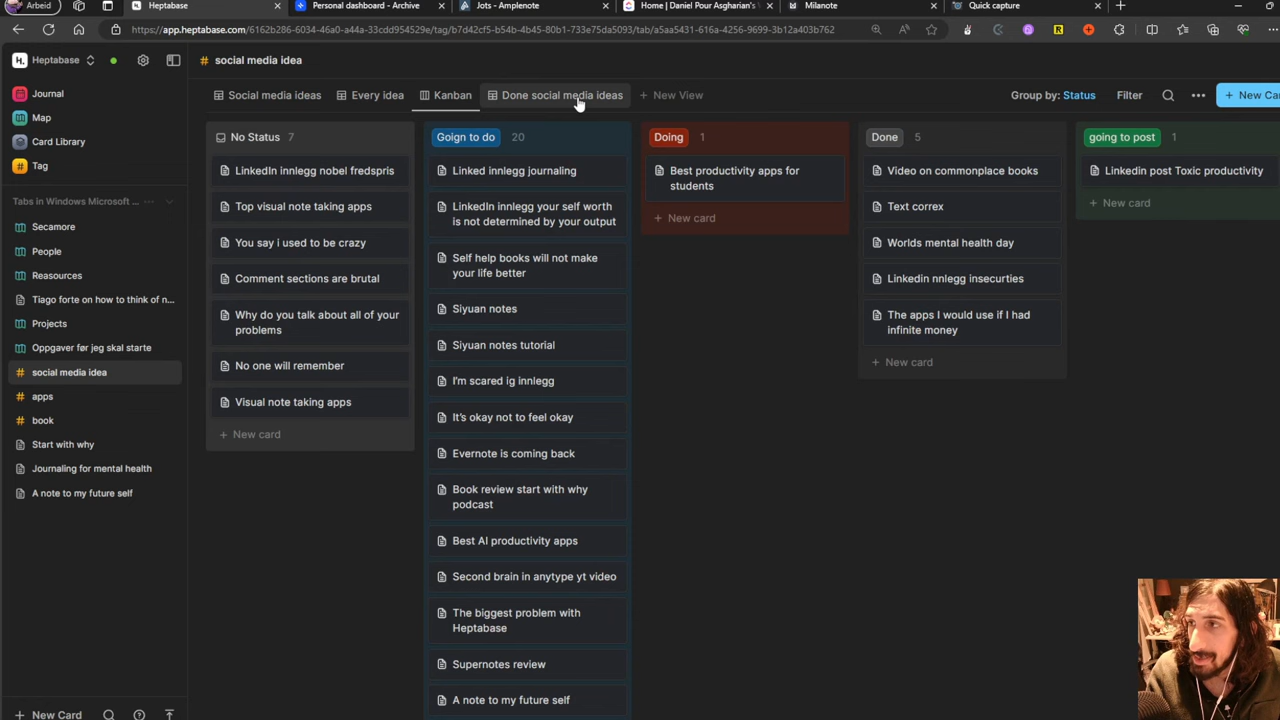 Arbeid
Heptabase
Personal dashboard - Archive
Jots - Amplenote
Home | Daniel Pour Asgharian's
Milanote
Quick capture
https://app.heptabase.com/6162b286-6034-46a0-a44a-33cdd954529e/tag/b7d42cf5-b54b-4b45-80b1-733e75da5093/tab/a5aa5431-616a-4256-9699-3b12a403b762
Heptabase
# social media idea
Journal
Map
Card Library
Tag
Tabs in Windows Microsoft ...
Secamore
People
Reasources
Tiago forte on how to think of n...
Projects
Oppgaver før jeg skal starte
# social media idea
# apps
# book
Start with why
Journaling for mental health
A note to my future self
+ New Card
Social media ideas
Every idea
Kanban
Done social media ideas
+ New View
Group by: Status
Filter
+ New Car
No Status 7
LinkedIn innlegg nobel fredspris
Top visual note taking apps
You say i used to be crazy
Comment sections are brutal
Why do you talk about all of your
problems
No one will remember
Visual note taking apps
+ New card
Goign to do 20
Linked innlegg journaling
LinkedIn innlegg your self worth
is not determined by your output
Self help books will not make
your life better
Siyuan notes
Siyuan notes tutorial
I'm scared ig innlegg
It's okay not to feel okay
Evernote is coming back
Book review start with why
podcast
Best AI productivity apps
Second brain in anytype yt video
The biggest problem with
Heptabase
Supernotes review
A note to my future self
Doing 1
Best productivity apps for
students
+ New card
Done 5
Video on commonplace books
Text correx
Worlds mental health day
Linkedin nnlegg insecurties
The apps I would use if I had
infinite money
+ New card
going to post 1
Linkedin post Toxic productivity
+ New card